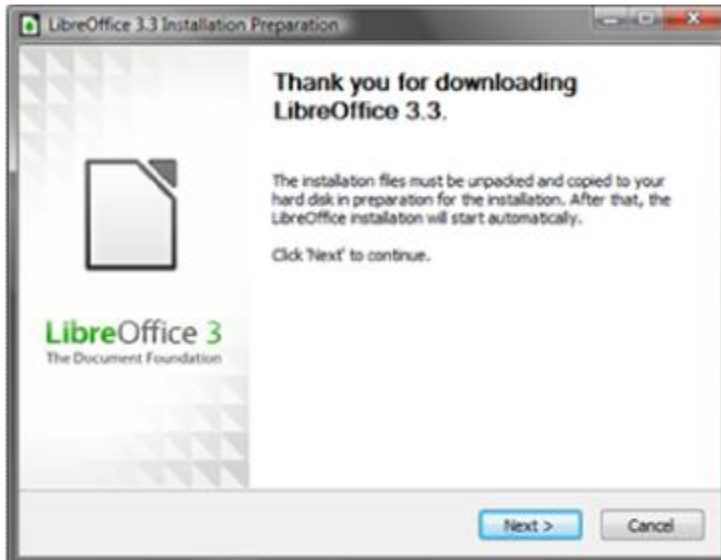 LibreOffice 3.3 Installation Preparation
Thank you for downloading
LibreOffice 3.3.
The installation files must be unpacked and copied to your
hard disk in preparation for the installation. After that, the
LibreOffice installation will start automatically.
Click 'Next' to continue.
LibreOffice 3
The Document Foundation
Next >
Cancel